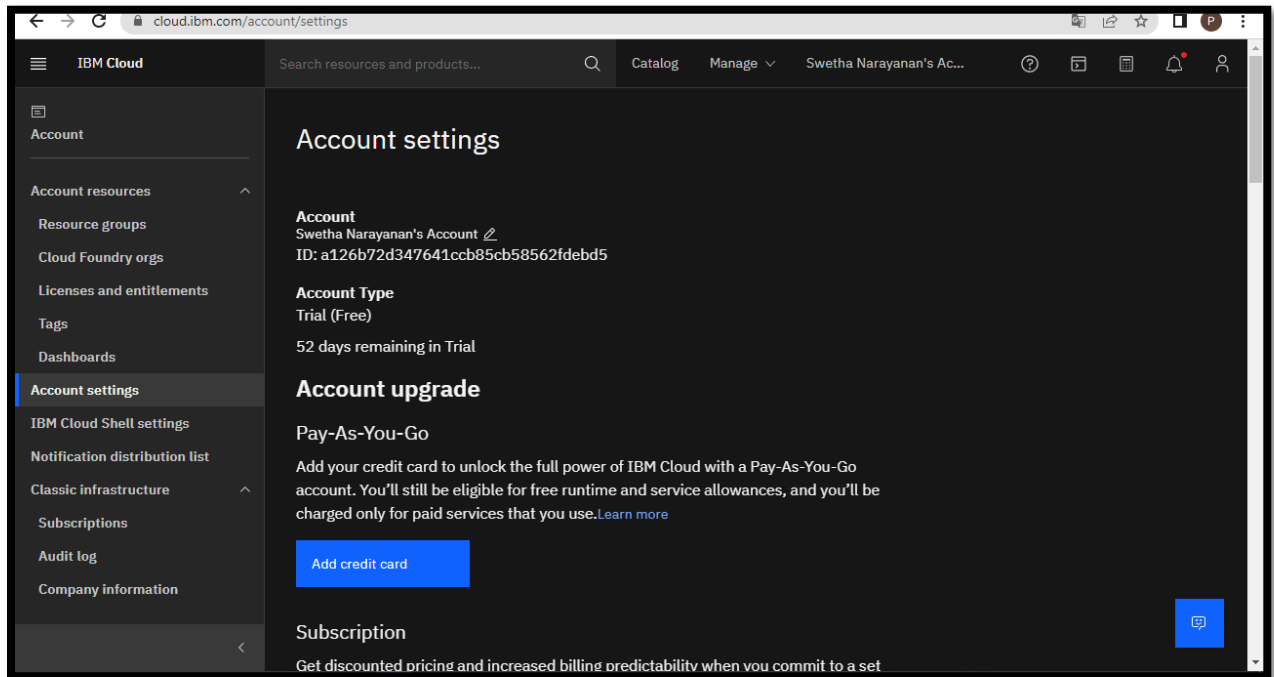 cloud.ibm.com/account/settings
P
IBM Cloud
Search resources and products...
Catalog
Manage
Swetha Narayanan's Ac...
Account
Account resources
Resource groups
Cloud Foundry orgs
Licenses and entitlements
Tags
Dashboards
Account settings
IBM Cloud Shell settings
Notification distribution list
Classic infrastructure
Subscriptions
Audit log
Company information
Account settings
Account
Swetha Narayanan's Account
ID: a126b72d347641ccb85cb58562fdebd5
Account Type
Trial (Free)
52 days remaining in Trial
Account upgrade
Pay-As-You-Go
Add your credit card to unlock the full power of IBM Cloud with a Pay-As-You-Go
account. You’ll still be eligible for free runtime and service allowances, and you’ll be
charged only for paid services that you use.Learn more
Add credit card
Subscription
Get discounted pricing and increased billing predictability when you commit to a set